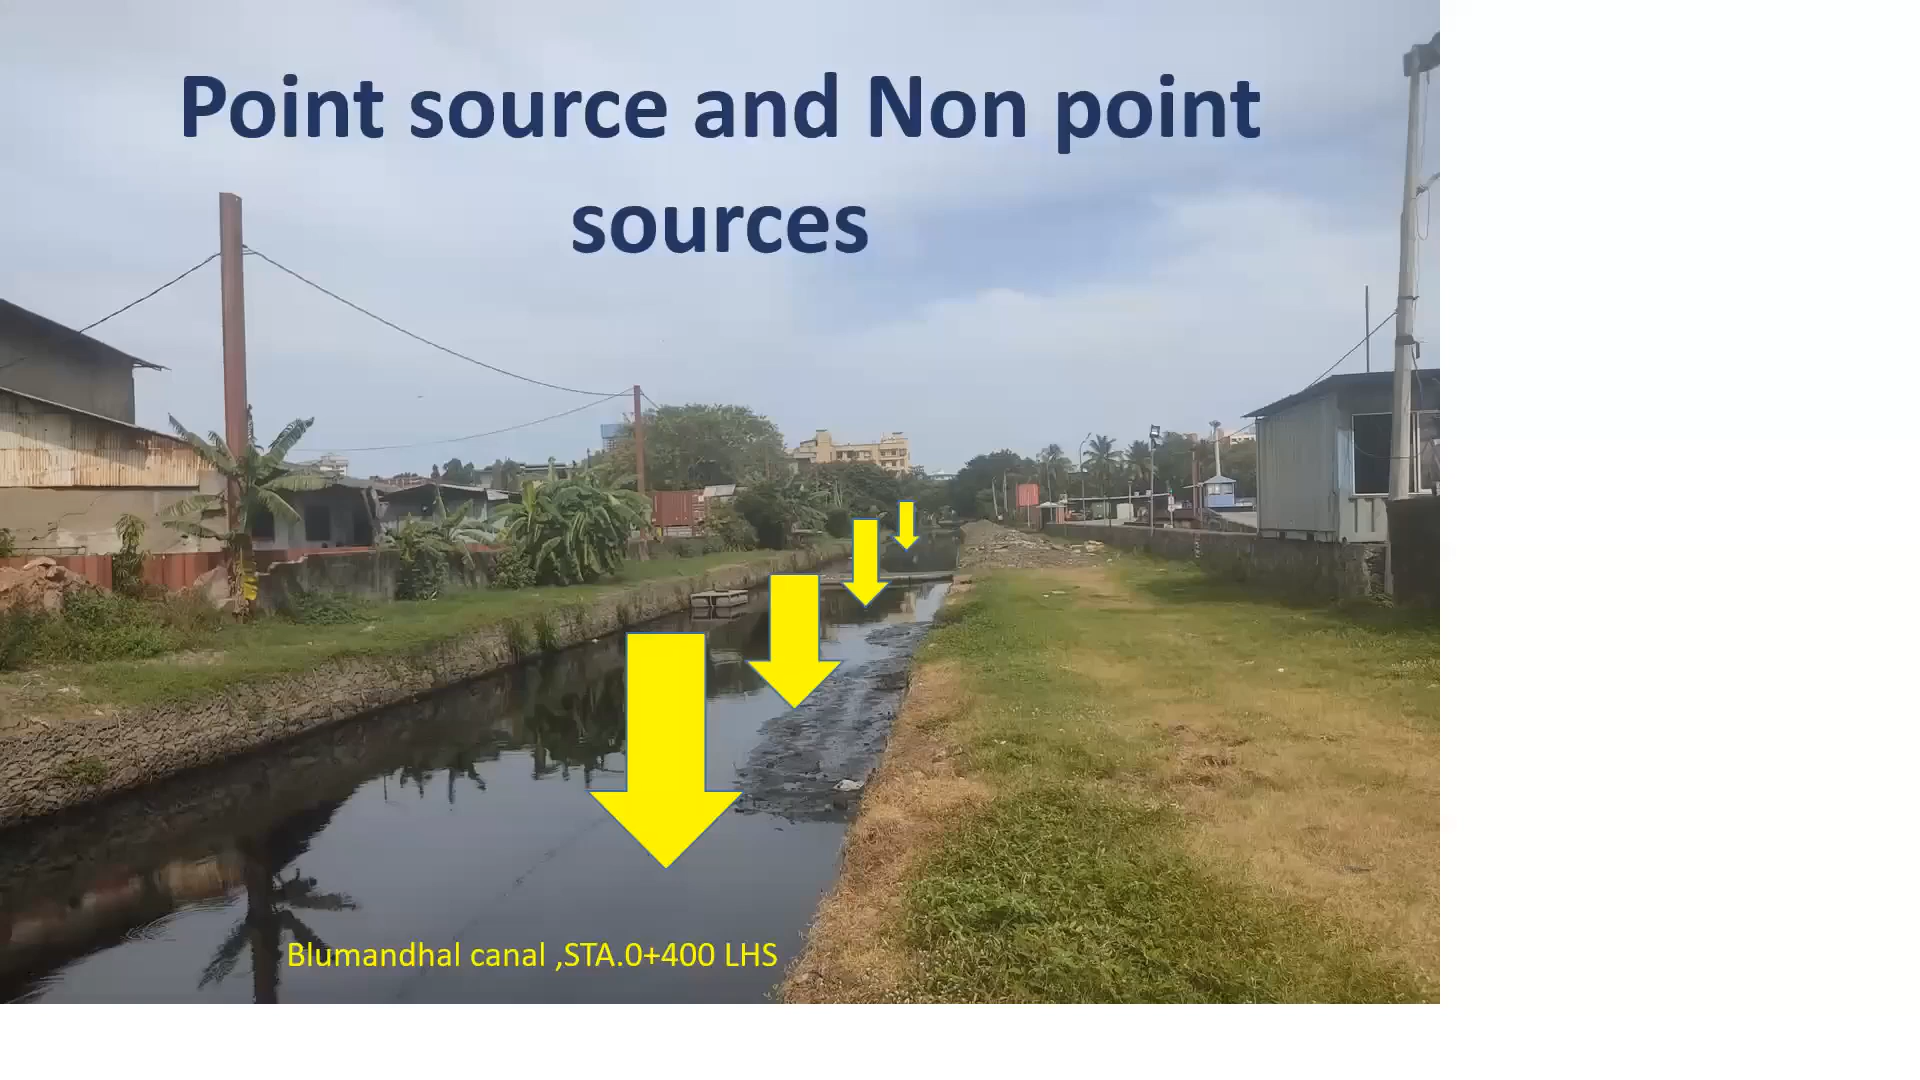 Point source and Non point
sources
Blumandhal canal ,STA.0+400 LHS